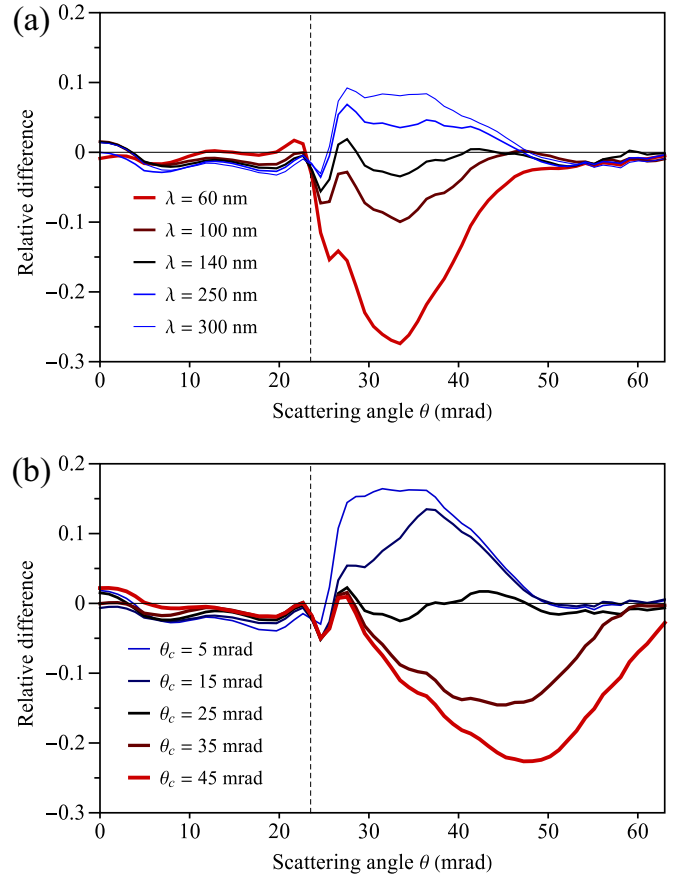 (a)
0.2
0.1
0
−0.1
−0.2
−0.3
Relative difference
λ = 60 nm
λ = 100 nm
λ = 140 nm
λ = 250 nm
λ = 300 nm
0 10 20 30 40 50 60
Scattering angle θ (mrad)
(b)
0.2
0.1
0
−0.1
−0.2
−0.3
Relative difference
θc = 5 mrad
θc = 15 mrad
θc = 25 mrad
θc = 35 mrad
θc = 45 mrad
0 10 20 30 40 50 60
Scattering angle θ (mrad)